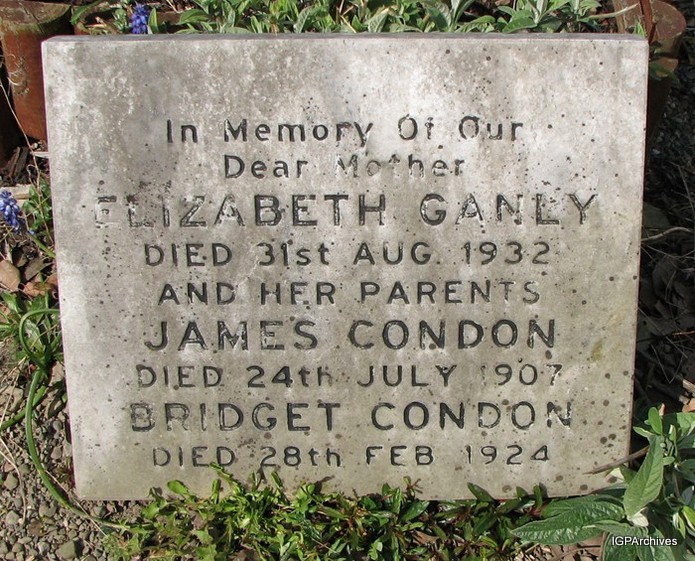 In Memory Of Our
Dear Mother
ELIZABETH GANLY
DIED 31st AUG. 1932
AND HER PARENTS
JAMES CONDON
DIED 24th JULY 1907
BRIDGET CONDON
DIED 28th FEB 1924
IGPArchives